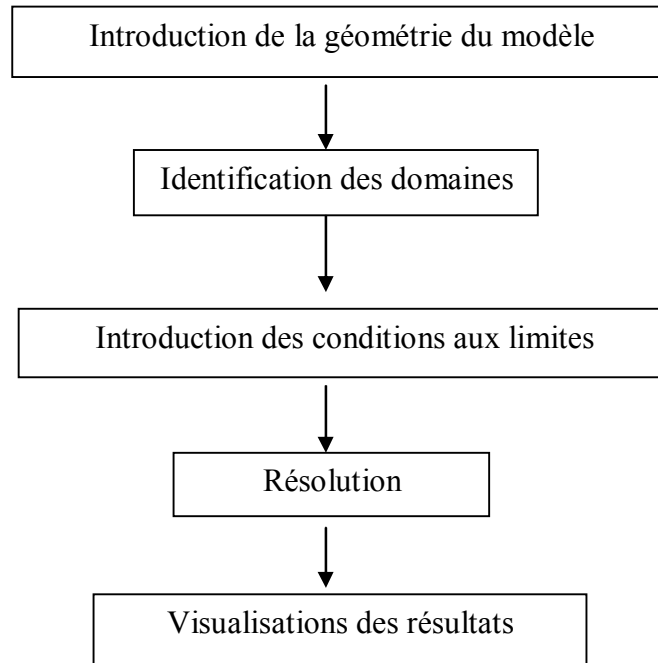 Introduction de la géométrie du modèle
Identification des domaines
Introduction des conditions aux limites
Résolution
Visualisations des résultats